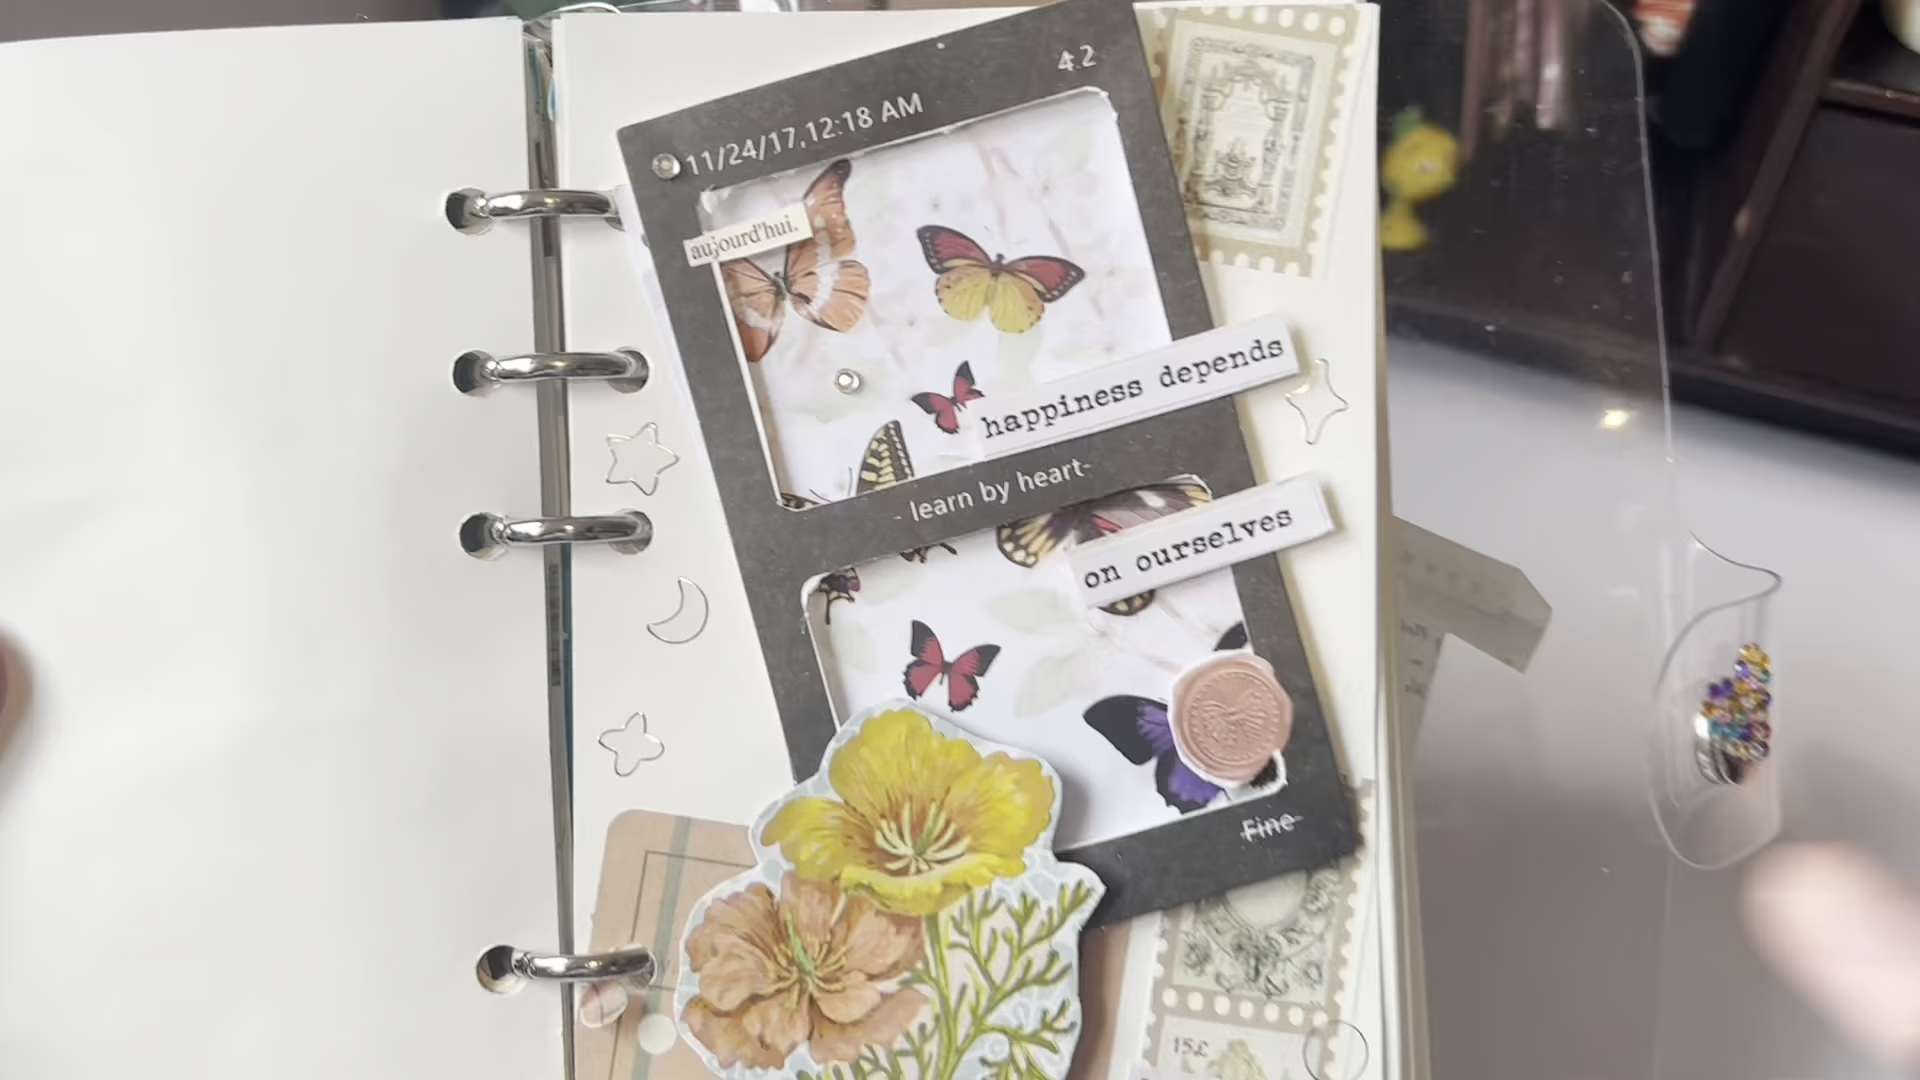 4.2
11/24/17,12:18 AM
aujourd'hui.
happiness depends
- learn by heart-
on ourselves
Fine
15£